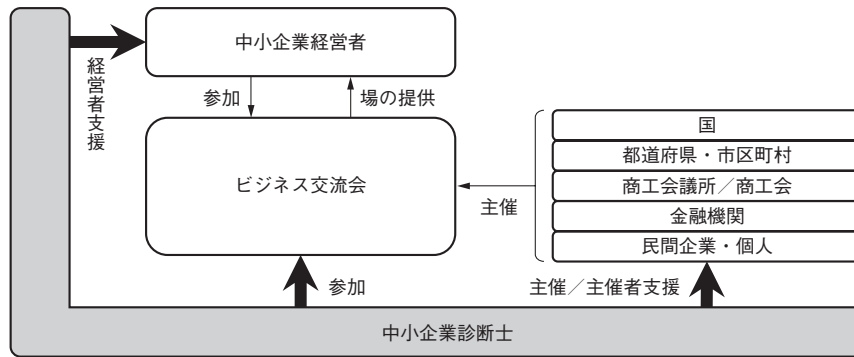 中小企業経営者
経営者支援
参加
場の提供
ビジネス交流会
主催
国
都道府県・市区町村
商工会議所／商工会
金融機関
民間企業・個人
参加
主催／主催者支援
中小企業診断士